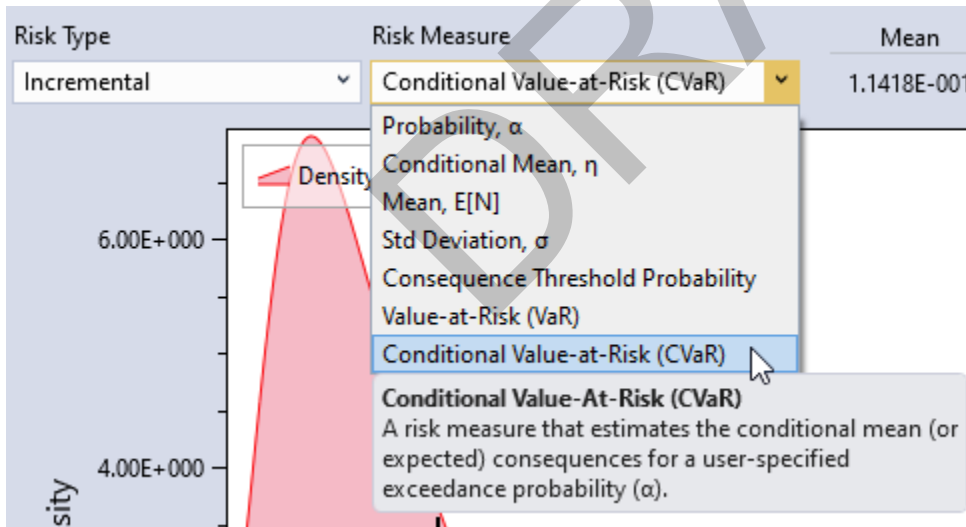 Risk Type
Risk Measure
Mean
Incremental
Conditional Value-at-Risk (CVaR)
1.1418E-001
Probability, α
Conditional Mean, η
Density
Mean, E[N]
Std Deviation, σ
6.00E+000
Consequence Threshold Probability
Value-at-Risk (VaR)
Conditional Value-at-Risk (CVaR)
Conditional Value-At-Risk (CVaR)
A risk measure that estimates the conditional mean (or
expected) consequences for a user-specified
exceedance probability (α).
4.00E+000
sity
DRA